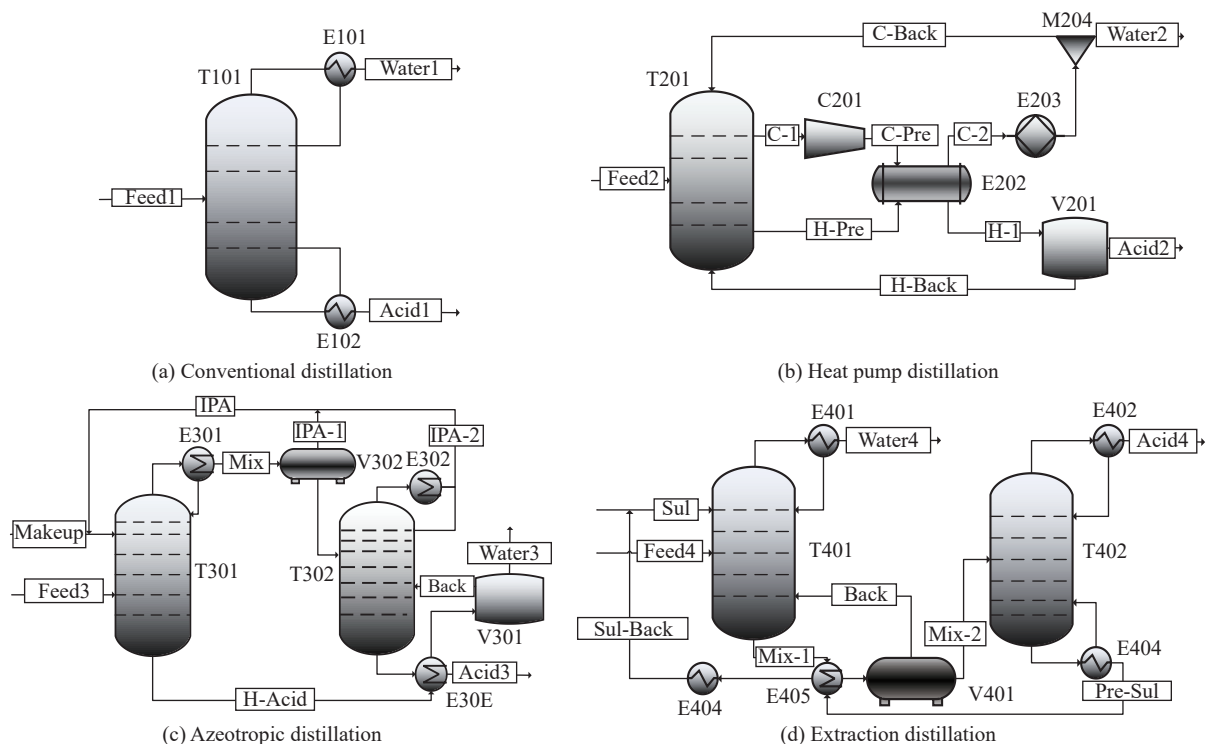 E101
Water1
T101
Feed1
Acid1
E102
(a) Conventional distillation
M204
C-Back
Water2
T201
C201
E203
C-1
C-Pre
C-2
Feed2
E202
V201
H-Pre
H-1
Acid2
H-Back
(b) Heat pump distillation
IPA
E301
IPA-1
IPA-2
Mix
V302
E302
Makeup
Water3
T301
T302
Feed3
Back
V301
Acid3
H-Acid
E30E
(c) Azeotropic distillation
E401
Water4
E402
Acid4
Sul
Feed4
T401
T402
Back
Sul-Back
Mix-2
Mix-1
E404
Pre-Sul
E404
E405
V401
(d) Extraction distillation